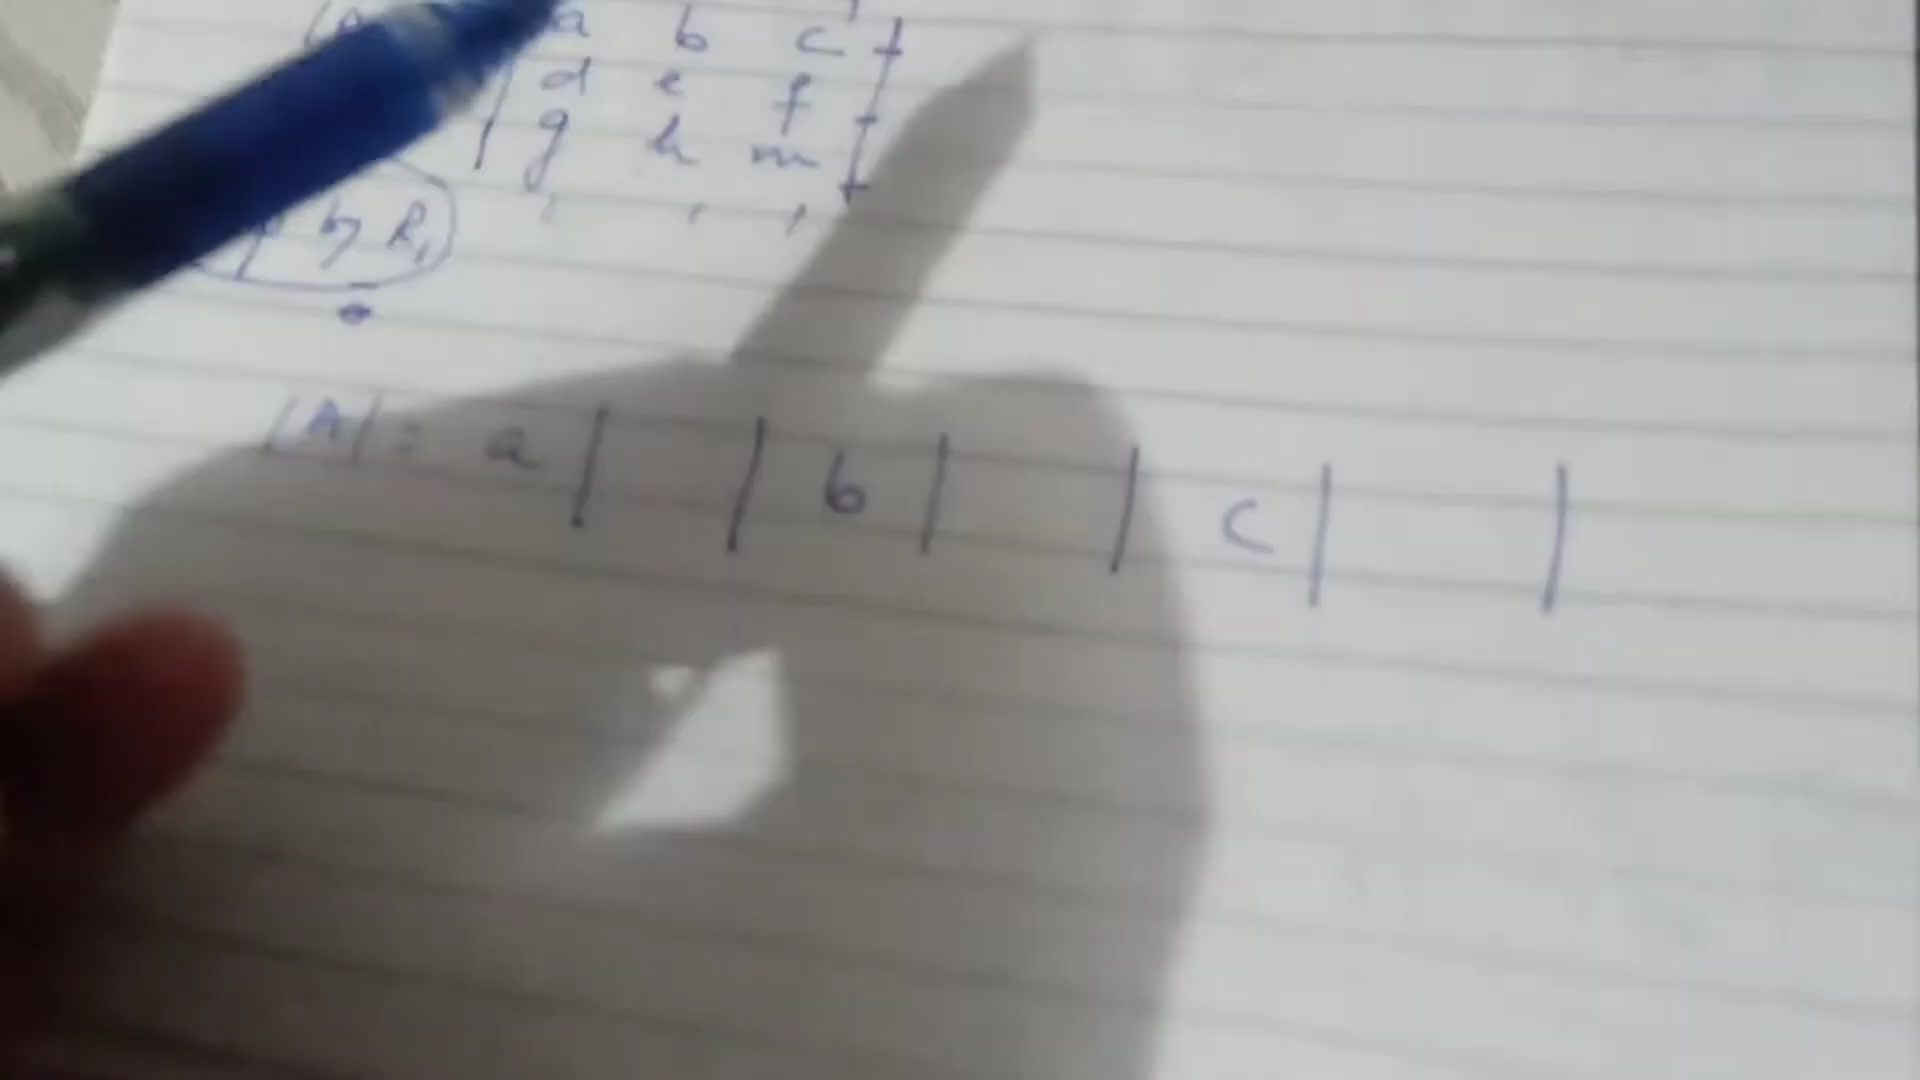 |A a b c
d e f
g h m
by R₁
|A| = a | | b | | c | |